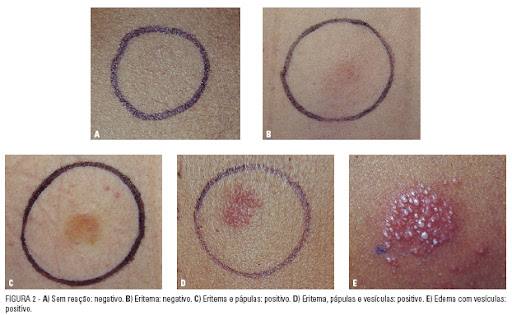 A
B
C
D
E
FIGURA 2 - A) Sem reação: negativo. B) Eritema: negativo. C) Eritema e pápulas: positivo. D) Eritema, pápulas e vesículas: positivo. E) Edema com vesículas:
positivo.